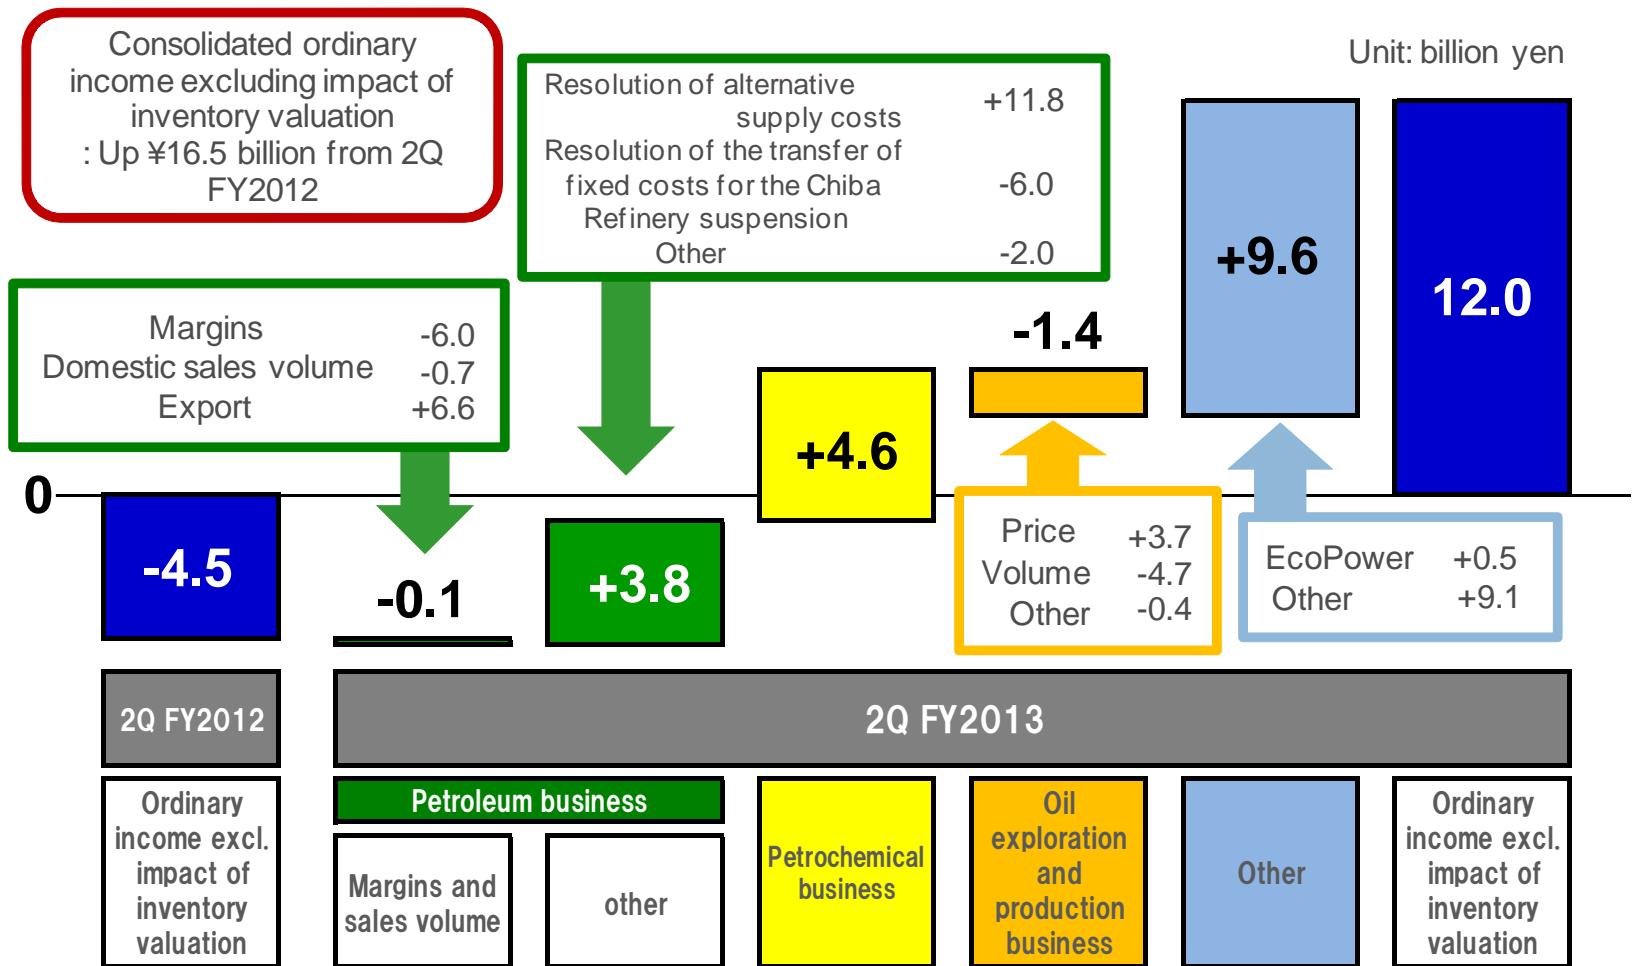 Consolidated ordinary
income excluding impact of
inventory valuation
: Up ¥16.5 billion from 2Q
FY2012
Unit: billion yen
Resolution of alternative
supply costs +11.8
Resolution of the transfer of
fixed costs for the Chiba -6.0
Refinery suspension
Other -2.0
Margins -6.0
Domestic sales volume -0.7
Export +6.6
0
-4.5
-0.1
+3.8
+4.6
-1.4
+9.6
12.0
Price +3.7
Volume -4.7
Other -0.4
EcoPower +0.5
Other +9.1
2Q FY2012
2Q FY2013
Ordinary
income excl.
impact of
inventory
valuation
Petroleum business
Margins and
sales volume
other
Petrochemical
business
Oil
exploration
and
production
business
Other
Ordinary
income excl.
impact of
inventory
valuation